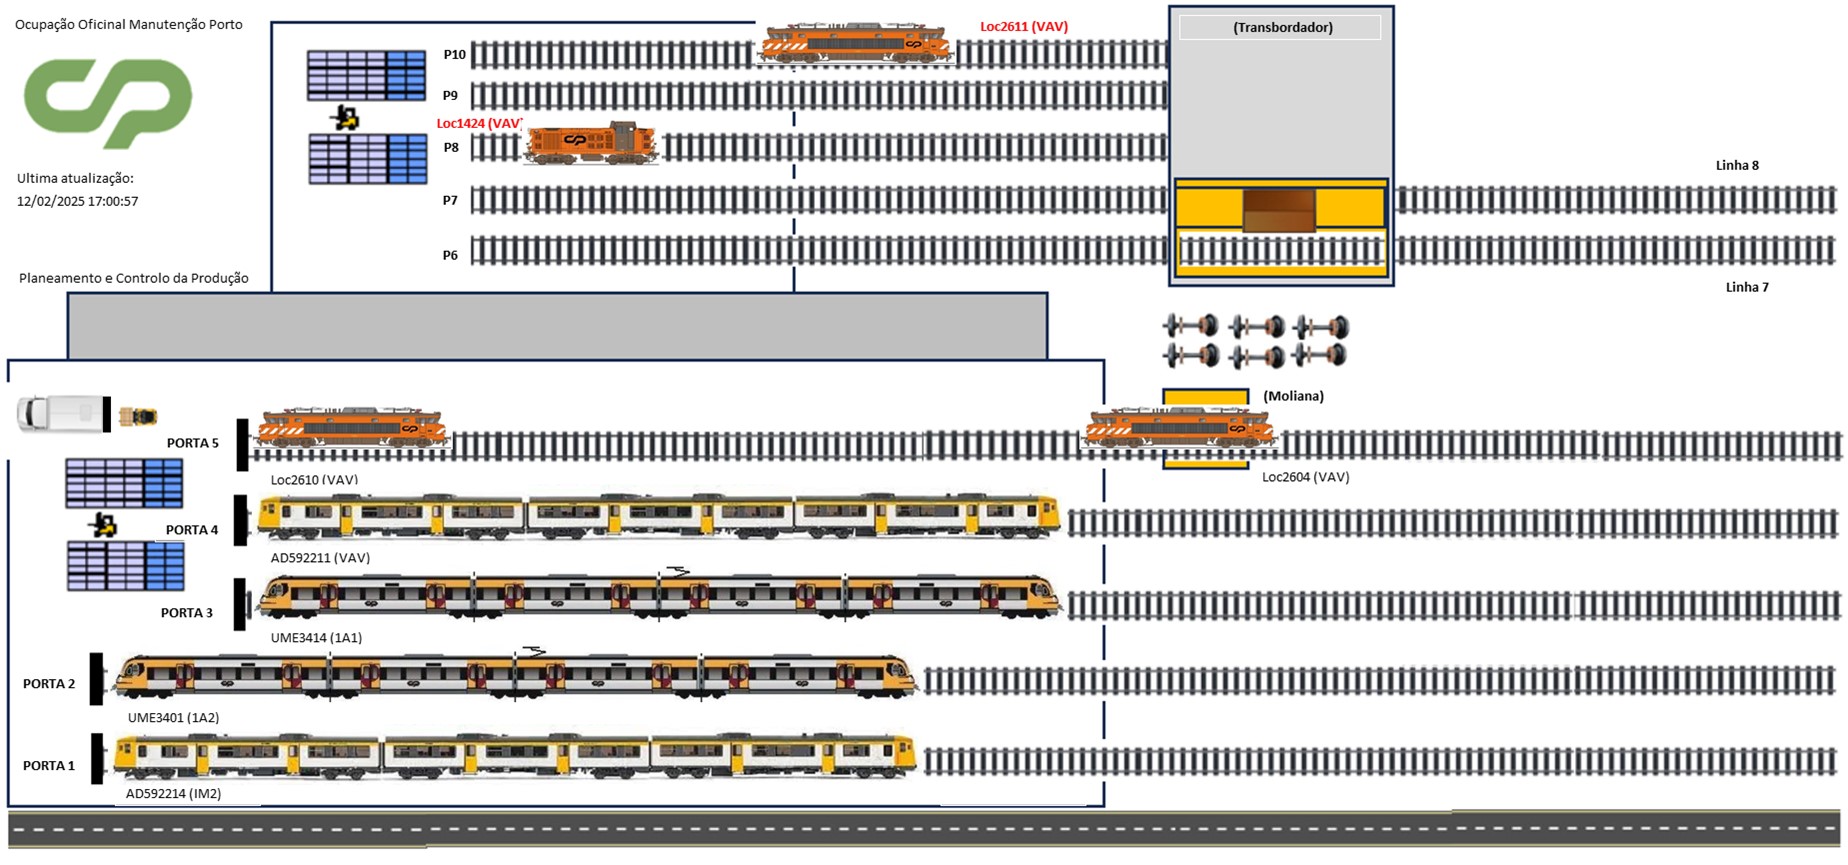 Ocupação Oficinal Manutenção Porto
CP
Ultima atualização:
12/02/2025 17:00:57
Planeamento e Controlo da Produção
P10
Loc2611 (VAV)
(Transbordador)
P9
Loc1424 (VAV)
P8
P7
Linha 8
P6
Linha 7
(Moliana)
PORTA 5
Loc2610 (VAV)
Loc2604 (VAV)
PORTA 4
AD592211 (VAV)
PORTA 3
UME3414 (1A1)
PORTA 2
UME3401 (1A2)
PORTA 1
AD592214 (IM2)